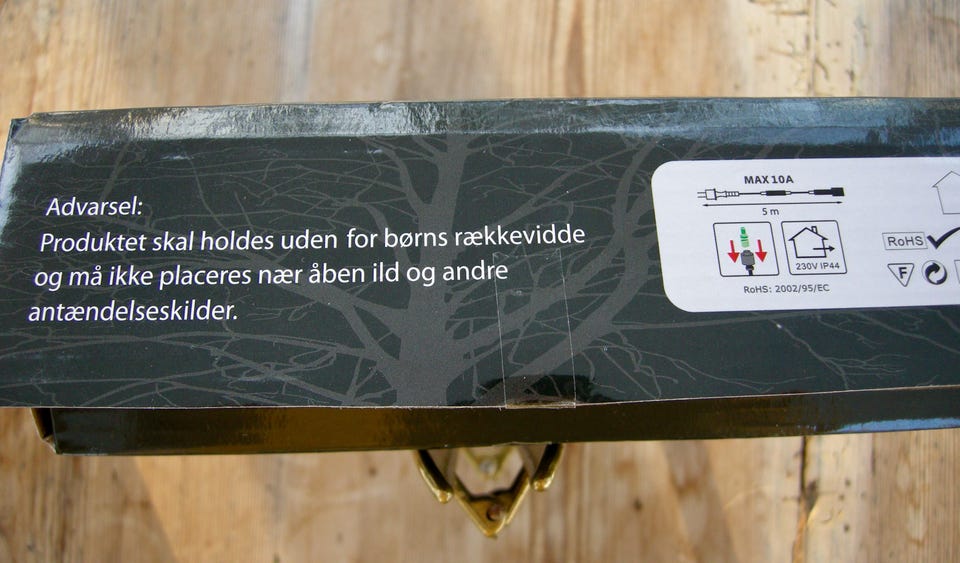 Advarsel:
Produktet skal holdes uden for børns rækkevidde
og må ikke placeres nær åben ild og andre
antændelseskilder.
MAX 10A
5 m
230V IP44
RoHS: 2002/95/EC
RoHS
F